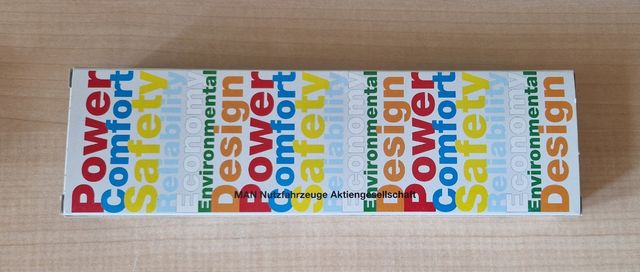 Power
Comfort
Safety
Reliability
Economy
Environmental
Design
Power
Comfort
Safety
Reliability
Economy
Environmental
Design
Power
Comfort
Safety
Reliability
Economy
Environmental
Design
MAN Nutzfahrzeuge Aktiengesellschaft